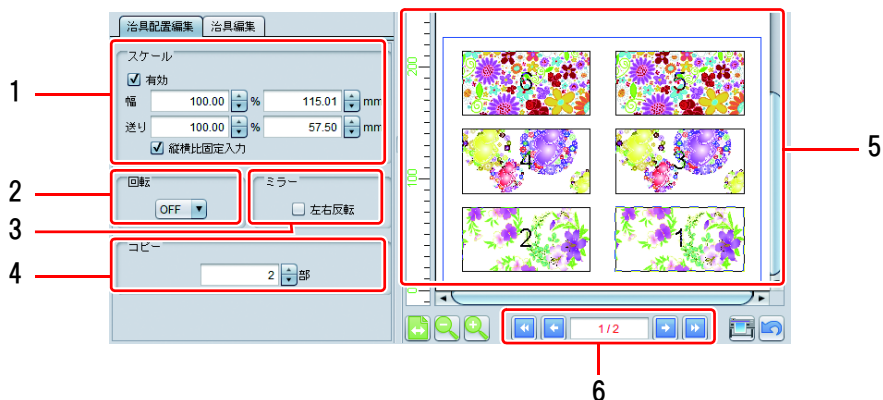 治具配置編集 治具編集
スケール
有効
幅 100.00 % 115.01 mm
送り 100.00 % 57.50 mm
縦横比固定入力
回転
OFF
ミラー
左右反転
コピー
2 部
1
2
3
4
200
100
6 5
4 3
2 1
5
1 / 2
6